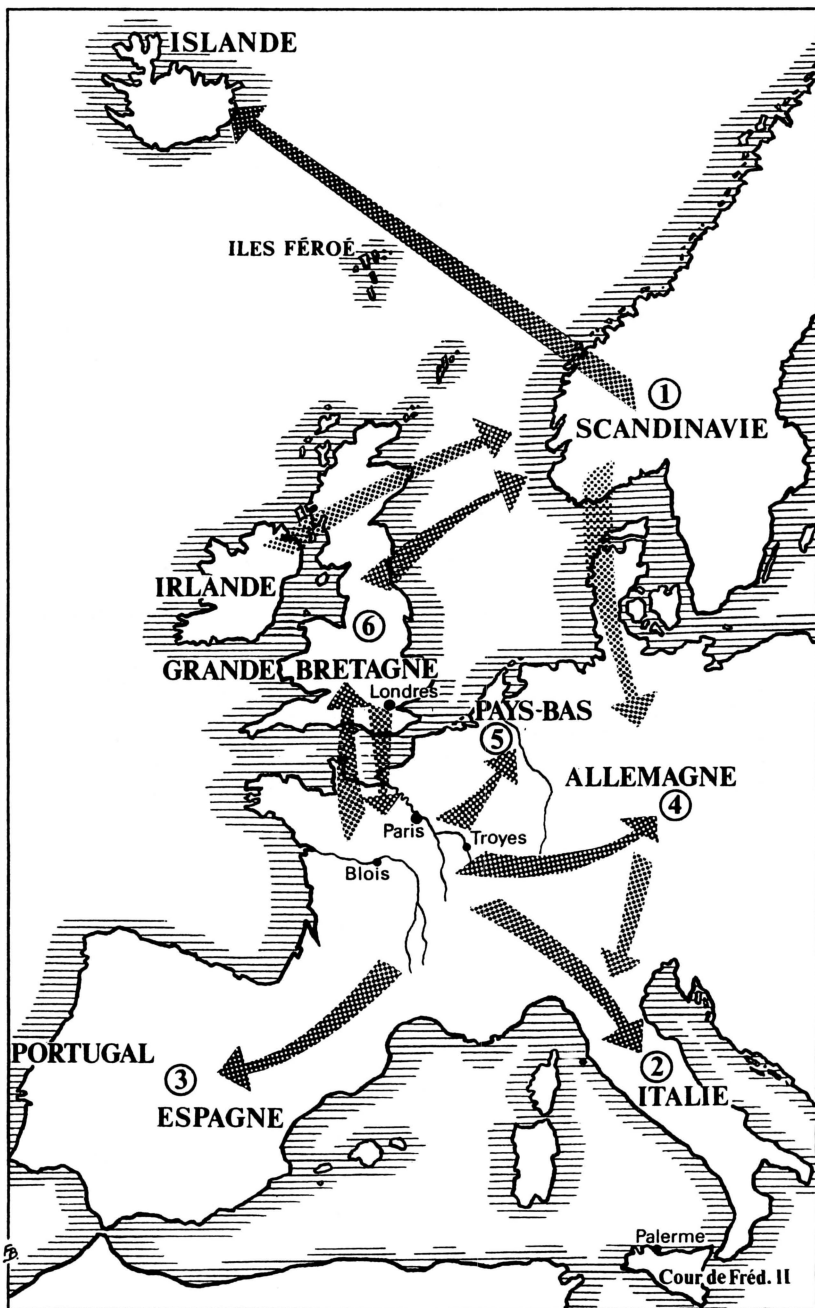 ISLANDE
ILES FÉROÉ
①
SCANDINAVIE
IRLANDE
⑥
GRANDE BRETAGNE
Londres
PAYS-BAS
⑤
ALLEMAGNE
④
Paris
Troyes
Blois
PORTUGAL
③
ESPAGNE
②
ITALIE
Palerme
Cour de Fréd. II